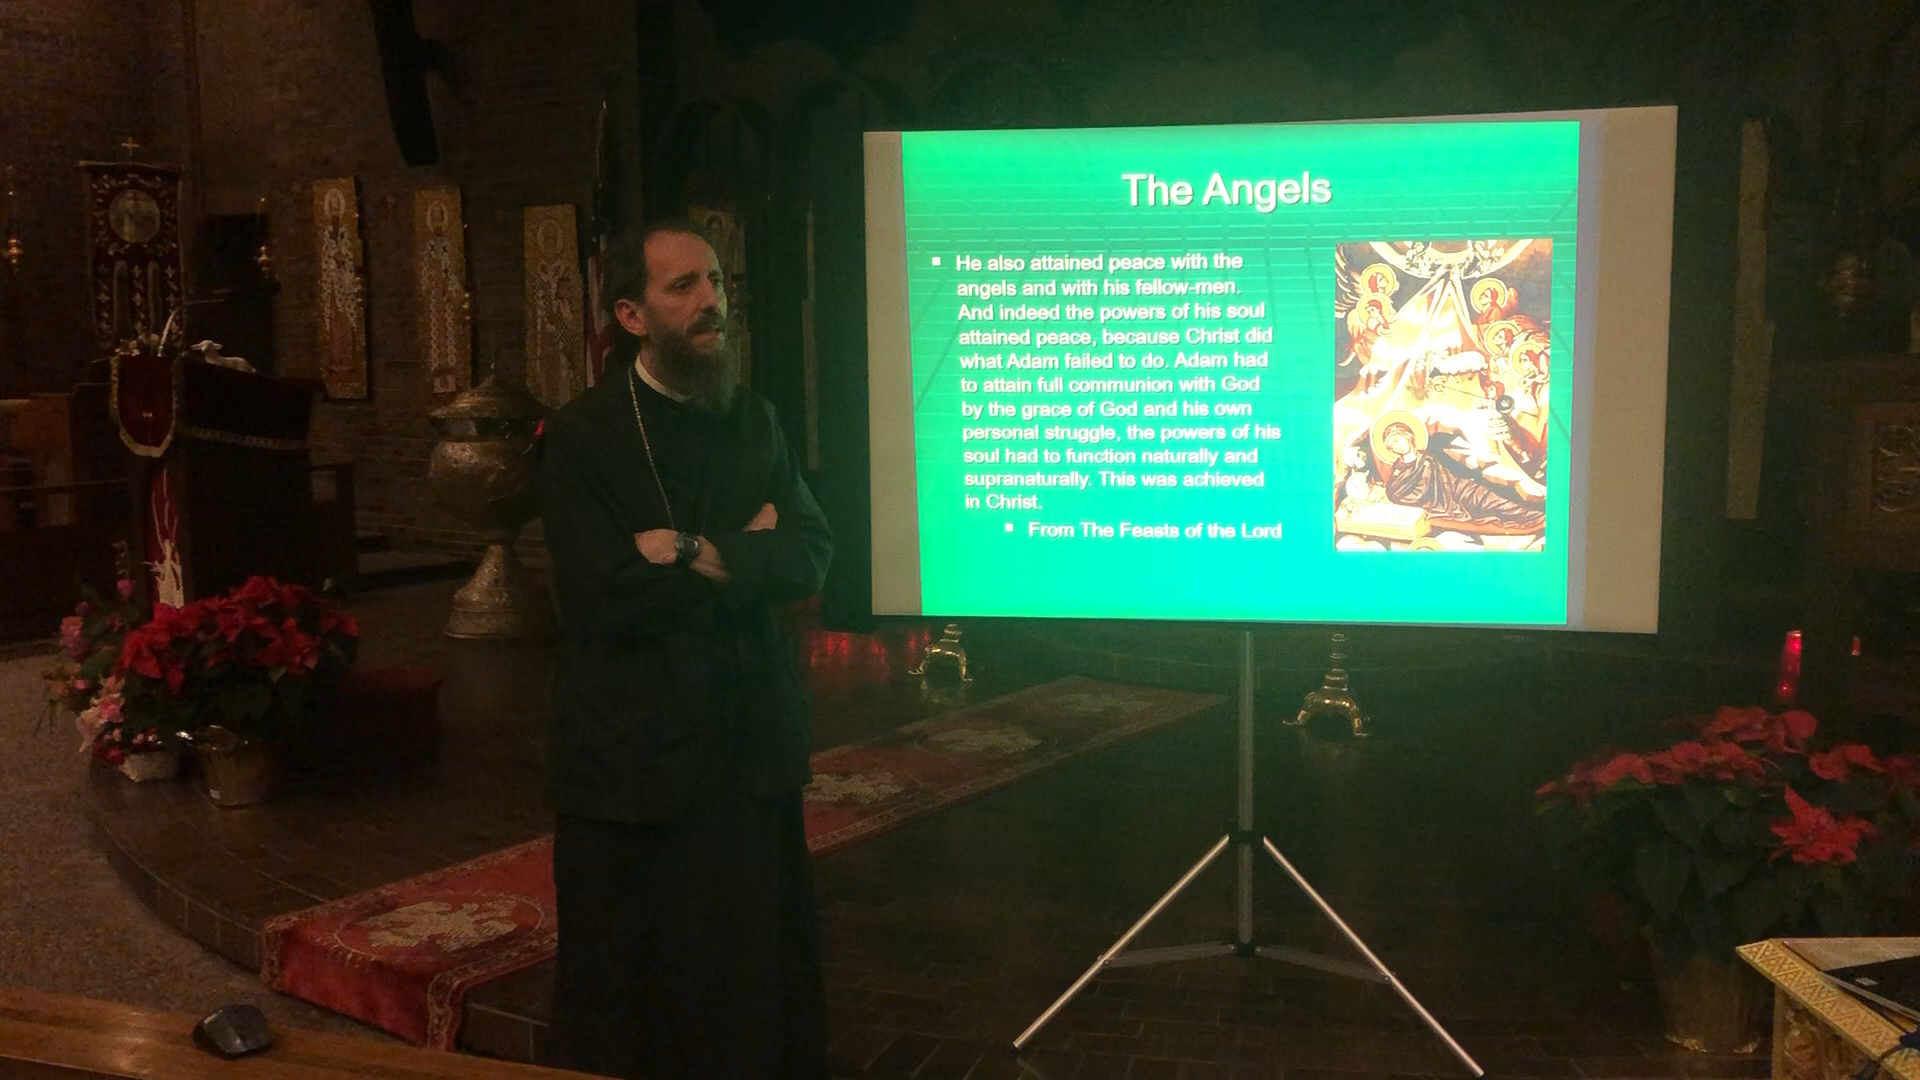 The Angels
He also attained peace with the
angels and with his fellow-men.
And indeed the powers of his soul
attained peace, because Christ did
what Adam failed to do. Adam had
to attain full communion with God
by the grace of God and his own
personal struggle, the powers of his
soul had to function naturally and
supranaturally. This was achieved
in Christ.
From The Feasts of the Lord